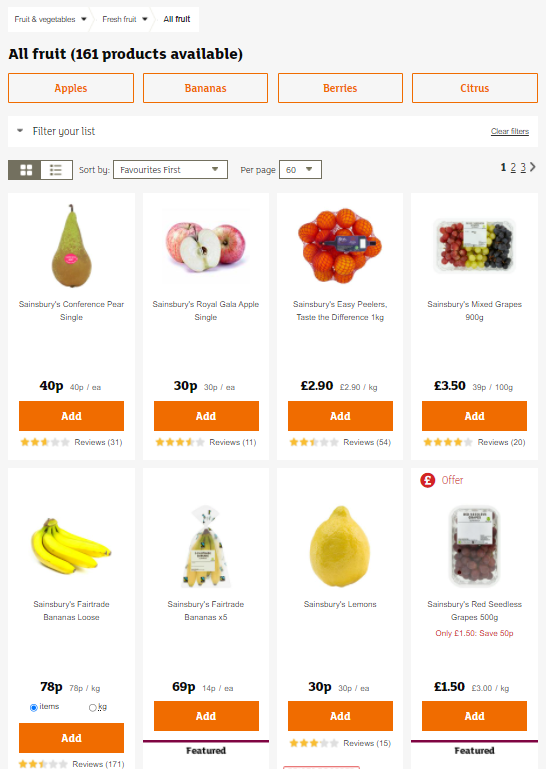 Fruit & vegetables Fresh fruit All fruit
All fruit (161 products available)
Apples Bananas Berries Citrus
Filter your list Clear filters
Sort by: Favourites First Per page 60 1 2 3
Sainsbury's Conference Pear Single
Sainsbury's Royal Gala Apple Single
Sainsbury's Easy Peelers, Taste the Difference 1kg
Sainsbury's Mixed Grapes 900g
40p 40p / ea 30p 30p / ea £2.90 £2.90 / kg £3.50 39p / 100g
Add Add Add Add
Reviews (31) Reviews (11) Reviews (54) Reviews (20)
£ Offer
Sainsbury's Fairtrade Bananas Loose
Sainsbury's Fairtrade Bananas x5
Sainsbury's Lemons
Sainsbury's Red Seedless Grapes 500g
Only £1.50: Save 50p
78p 78p / kg 69p 14p / ea 30p 30p / ea £1.50 £3.00 / kg
items kg
Add Add Add Add
Reviews (171) Featured Reviews (15) Featured